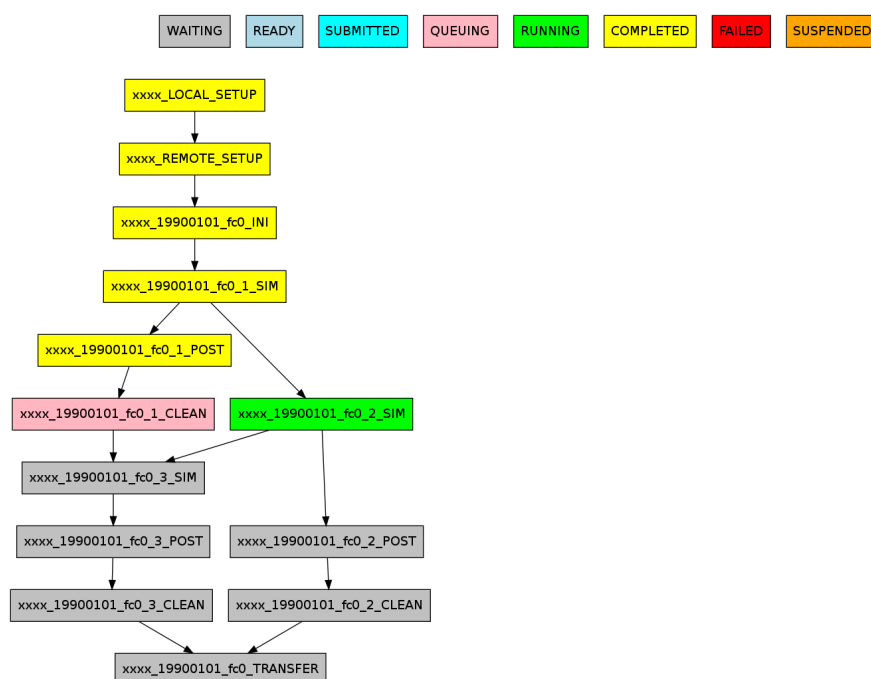 WAITING READY SUBMITTED QUEUING RUNNING COMPLETED FAILED SUSPENDED
xxxx_LOCAL_SETUP
xxxx_REMOTE_SETUP
xxxx_19900101_fc0_INI
xxxx_19900101_fc0_1_SIM
xxxx_19900101_fc0_1_POST
xxxx_19900101_fc0_1_CLEAN xxxx_19900101_fc0_2_SIM
xxxx_19900101_fc0_3_SIM
xxxx_19900101_fc0_3_POST xxxx_19900101_fc0_2_POST
xxxx_19900101_fc0_3_CLEAN xxxx_19900101_fc0_2_CLEAN
xxxx_19900101_fc0_TRANSFER